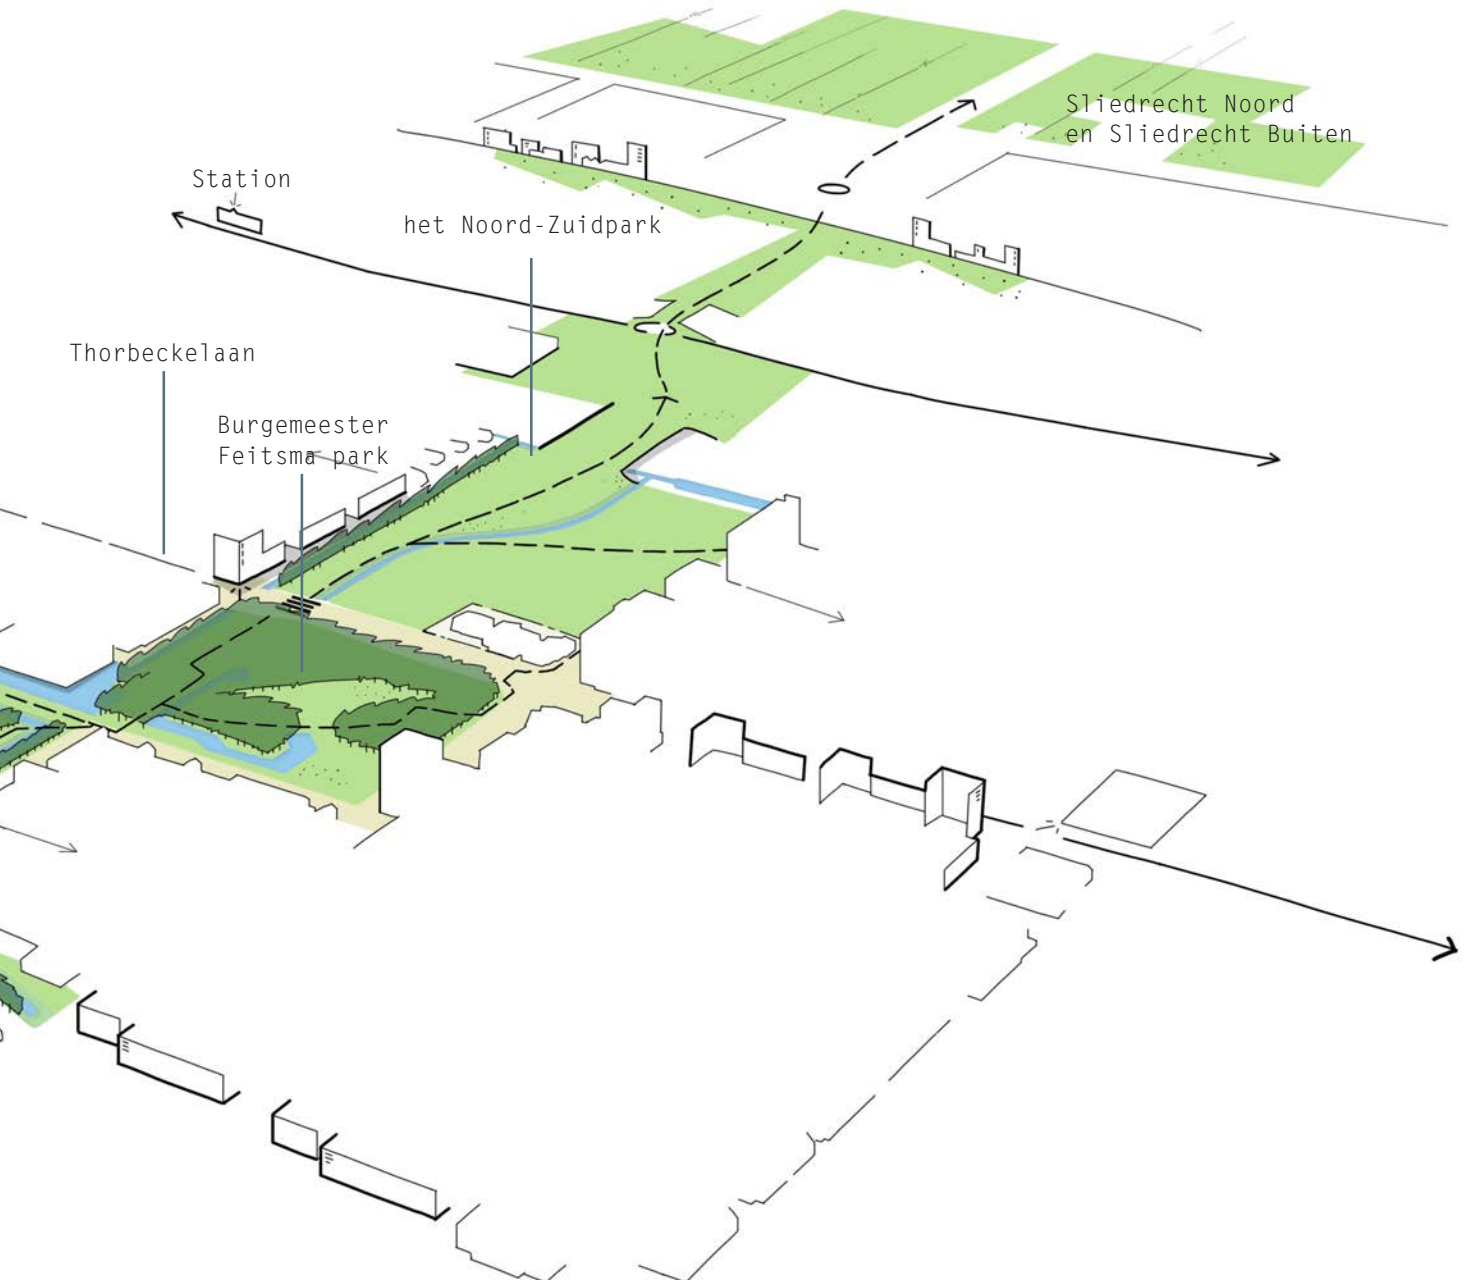 Sliedrecht Noord
en Sliedrecht Buiten
Station
het Noord-Zuidpark
Thorbeckelaan
Burgemeester
Feitsma park